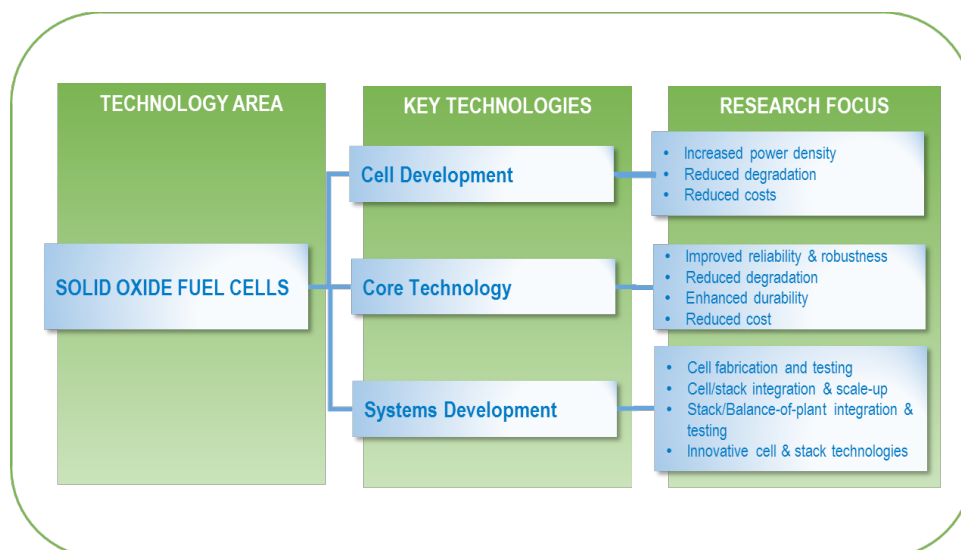 TECHNOLOGY AREA
SOLID OXIDE FUEL CELLS
KEY TECHNOLOGIES
Cell Development
Core Technology
Systems Development
RESEARCH FOCUS
• Increased power density
• Reduced degradation
• Reduced costs
• Improved reliability & robustness
• Reduced degradation
• Enhanced durability
• Reduced cost
• Cell fabrication and testing
• Cell/stack integration & scale-up
• Stack/Balance-of-plant integration &
testing
• Innovative cell & stack technologies